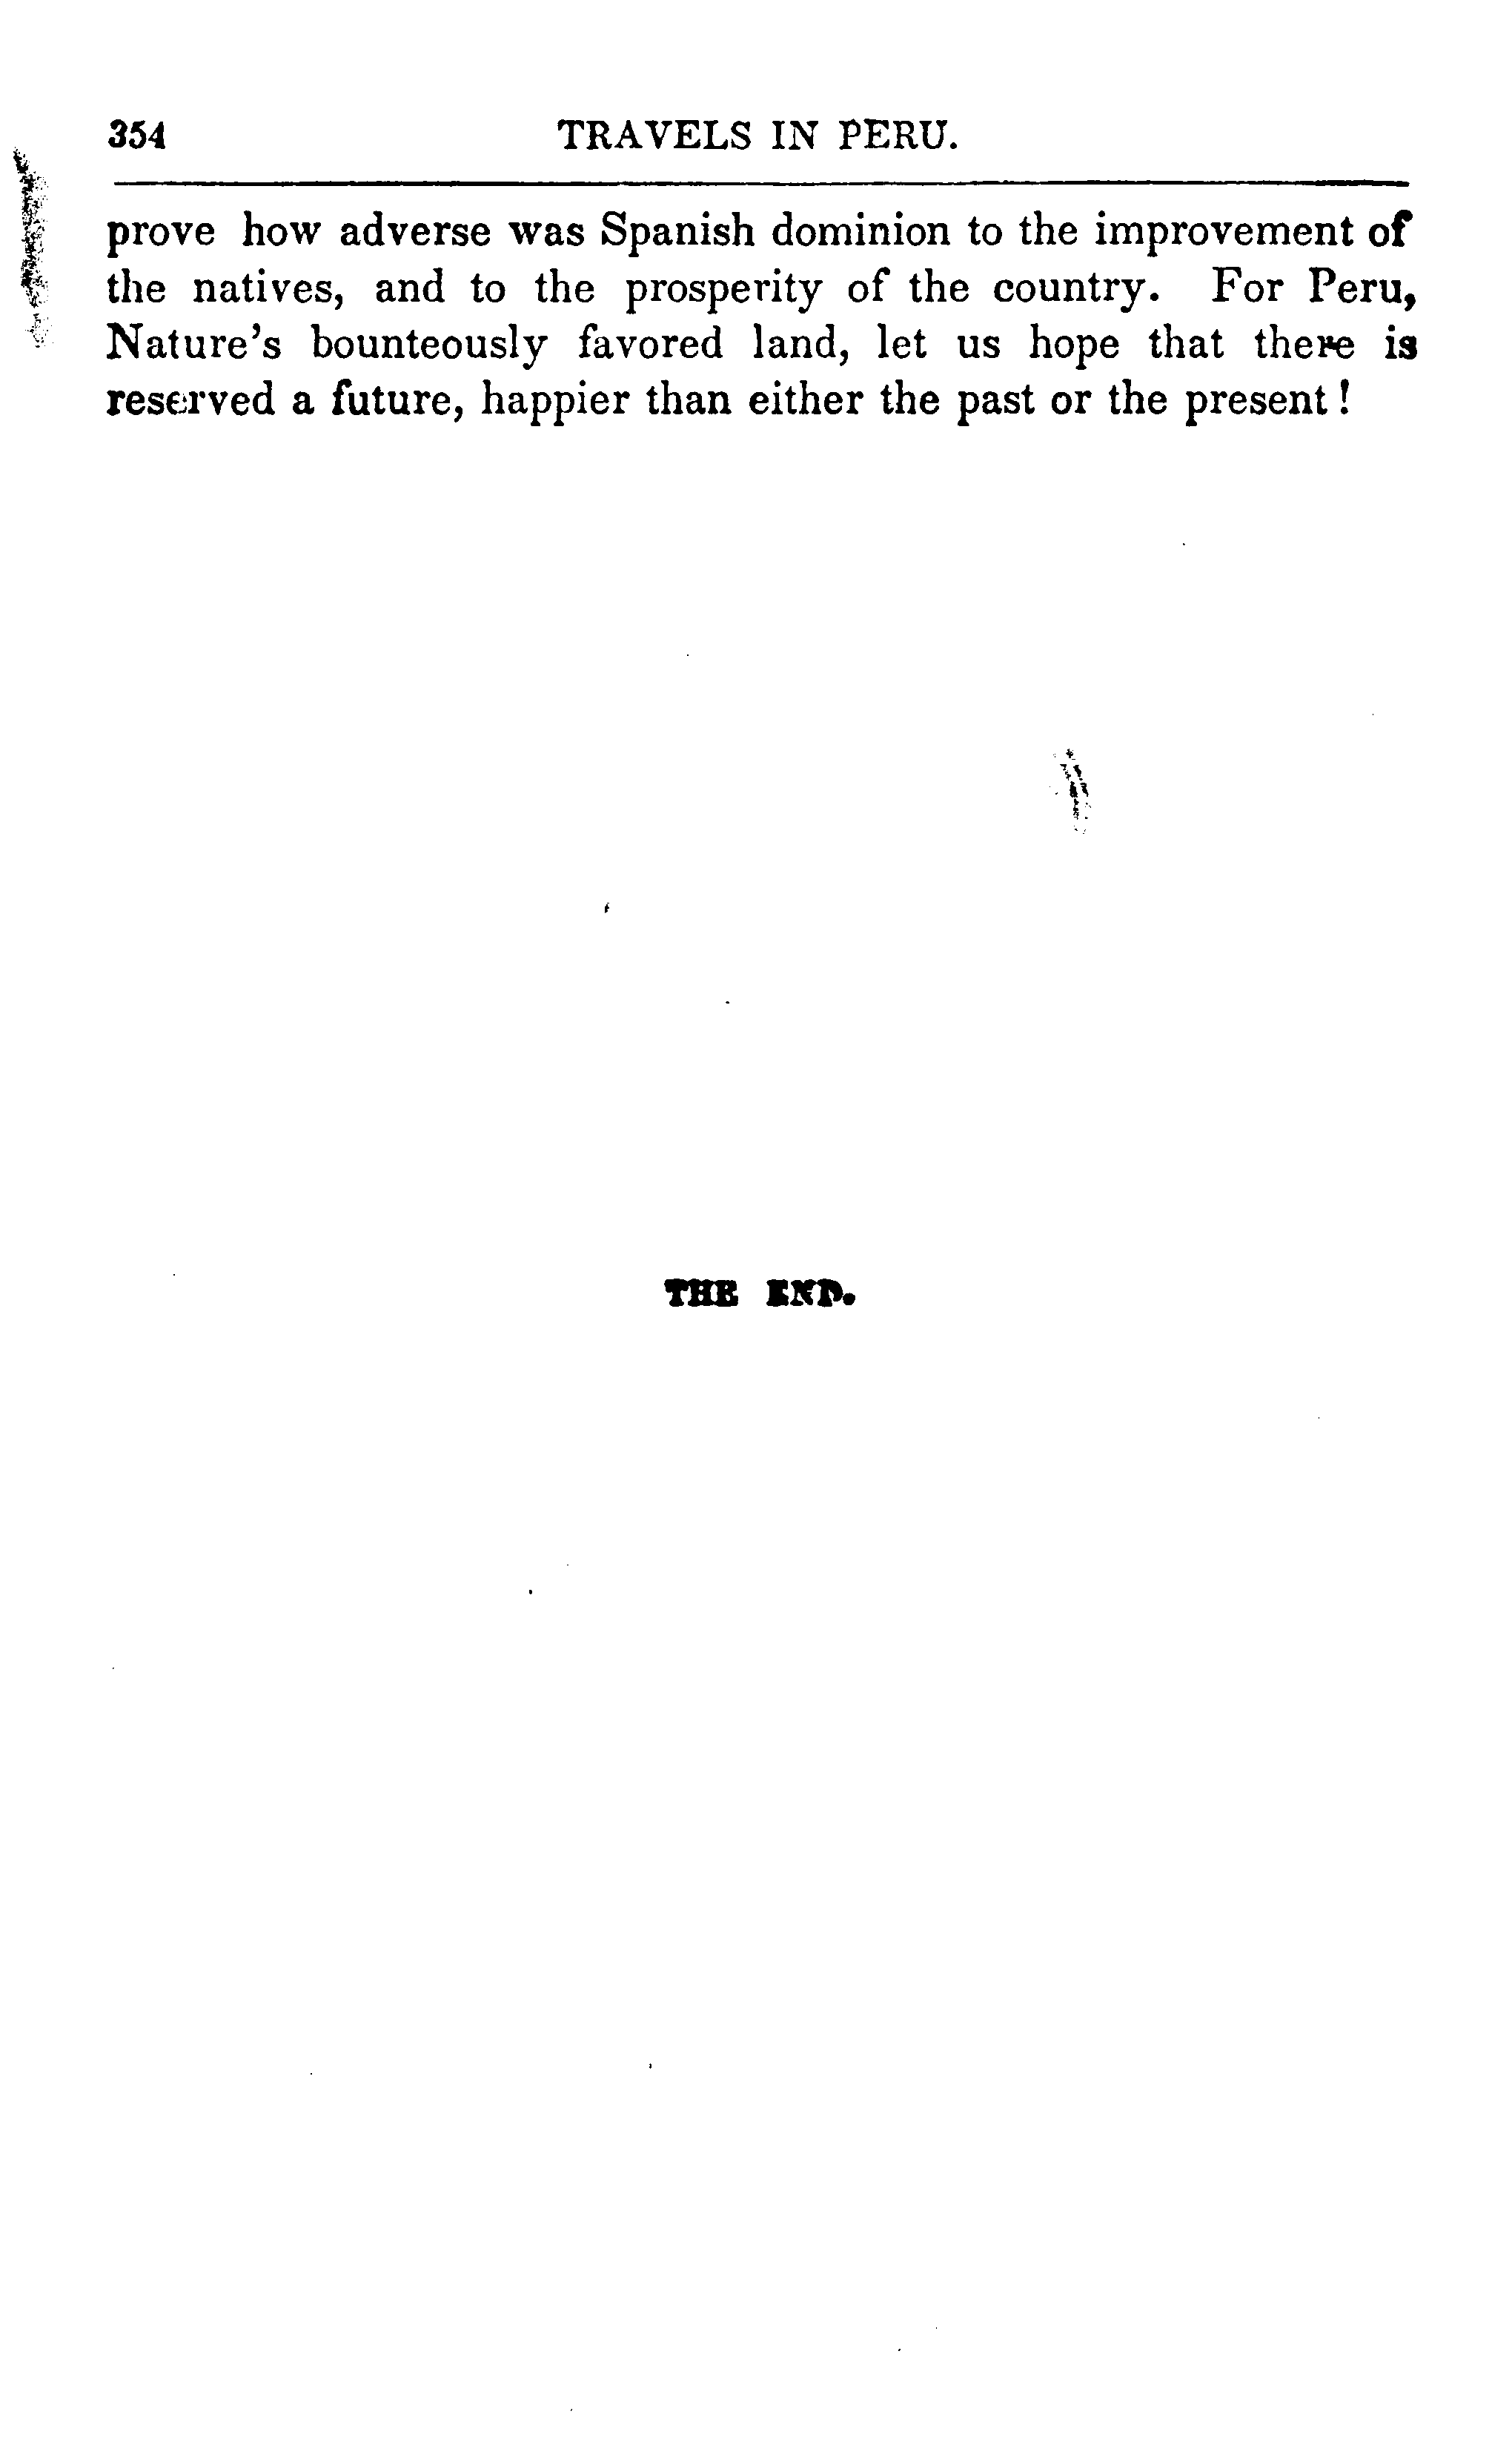 354 TRAVELS IN PERU.
prove how adverse was Spanish dominion to the improvement of
the natives, and to the prosperity of the country. For Peru,
Nature's bounteously favored land, let us hope that there is
reserved a future, happier than either the past or the present!
THE END.